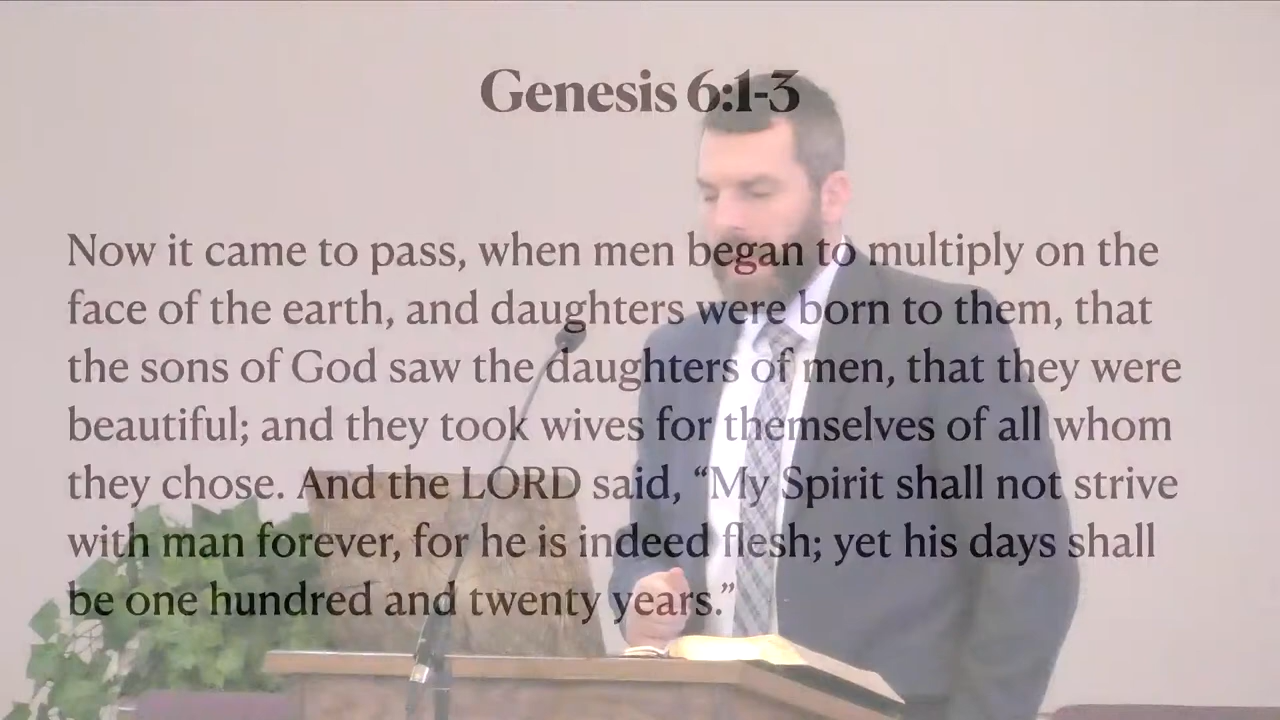 Genesis 6:1-3
Now it came to pass, when men began to multiply on the
face of the earth, and daughters were born to them, that
the sons of God saw the daughters of men, that they were
beautiful; and they took wives for themselves of all whom
they chose. And the LORD said, “My Spirit shall not strive
with man forever, for he is indeed flesh; yet his days shall
be one hundred and twenty years.”